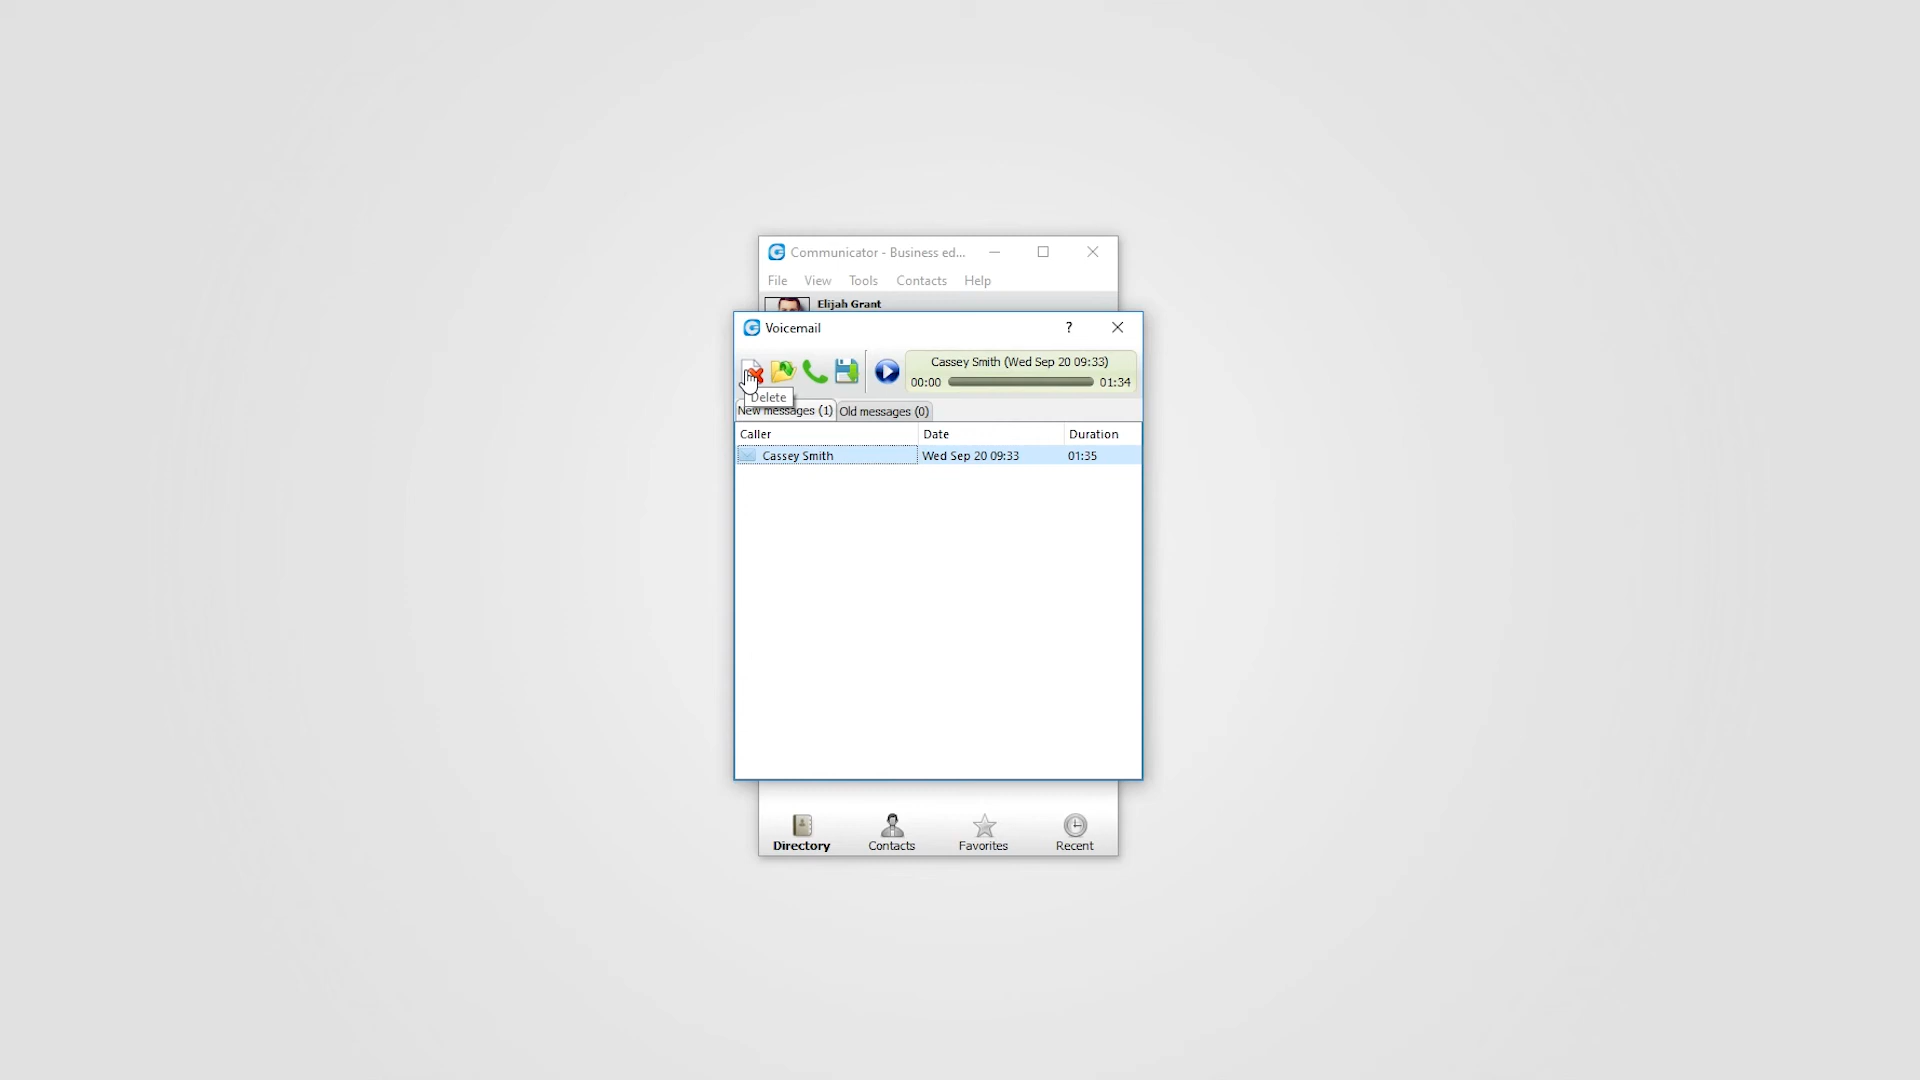 Communicator - Business ed...
File View Tools Contacts Help
Elijah Grant
Voicemail
?
Cassey Smith (Wed Sep 20 09:33)
00:00 01:34
Delete
New messages (1) Old messages (0)
Caller Date Duration
Cassey Smith Wed Sep 20 09:33 01:35
Directory Contacts Favorites Recent